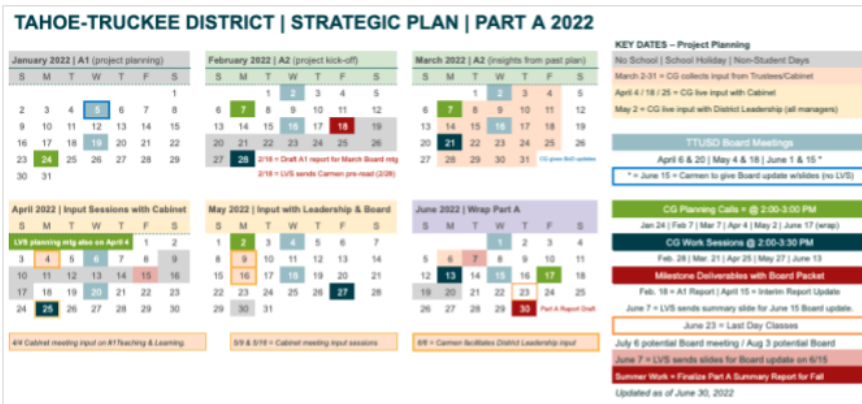 TAHOE-TRUCKEE DISTRICT | STRATEGIC PLAN | PART A 2022
January 2022 | A1 (project planning)
S M T W T F S
1
2 3 4 5 6 7 8
9 10 11 12 13 14 15
16 17 18 19 20 21 22
23 24 25 26 27 28 29
30 31
February 2022 | A2 (project kick-off)
S M T W T F S
1 2 3 4 5
6 7 8 9 10 11 12
13 14 15 16 17 18 19
20 21 22 23 24 25 26
27 28 2/18 = Draft A1 report for March Board mtg
2/18 = LVS sends Carmen pre-read (2/28)
March 2022 | A2 (insights from past plan)
S M T W T F S
1 2 3 4 5
6 7 8 9 10 11 12
13 14 15 16 17 18 19
20 21 22 23 24 25 26
27 28 29 30 31 CG gives BoD updates
April 2022 | Input Sessions with Cabinet
S M T W T F S
LVS planning mtg also on April 4 1 2
3 4 5 6 7 8 9
10 11 12 13 14 15 16
17 18 19 20 21 22 23
24 25 26 27 28 29 30
4/4 Cabinet meeting input on #1Teaching & Learning.
May 2022 | Input with Leadership & Board
S M T W T F S
1 2 3 4 5 6 7
8 9 10 11 12 13 14
15 16 17 18 19 20 21
22 23 24 25 26 27 28
29 30 31
5/9 & 5/16 = Cabinet meeting input sessions
June 2022 | Wrap Part A
S M T W T F S
1 2 3 4
5 6 7 8 9 10 11
12 13 14 15 16 17 18
19 20 21 22 23 24 25
26 27 28 29 30 Part A Report Draft
6/6 = Carmen facilitates District Leadership input
KEY DATES – Project Planning
No School | School Holiday | Non-Student Days
March 2-31 = CG collects input from Trustees/Cabinet
April 4 / 18 / 25 = CG live input with Cabinet
May 2 = CG live input with District Leadership (all managers)
TTUSD Board Meetings
April 6 & 20 | May 4 & 18 | June 1 & 15 *
* = June 15 = Carmen to give Board update w/slides (no LVS)
CG Planning Calls = @ 2:00-3:00 PM
Jan 24 | Feb 7 | Mar 7 | Apr 4 | May 2 | June 17 (wrap)
CG Work Sessions @ 2:00-3:30 PM
Feb. 28 | Mar. 21 | Apr 25 | May 27 | June 13
Milestone Deliverables with Board Packet
Feb. 18 = A1 Report | April 15 = Interim Report Update
June 7 = LVS sends summary slide for June 15 Board update.
June 23 = Last Day Classes
July 6 potential Board meeting / Aug 3 potential Board
June 7 = LVS sends slides for Board update on 6/15
Summer Work = Finalize Part A Summary Report for Fall
Updated as of June 30, 2022